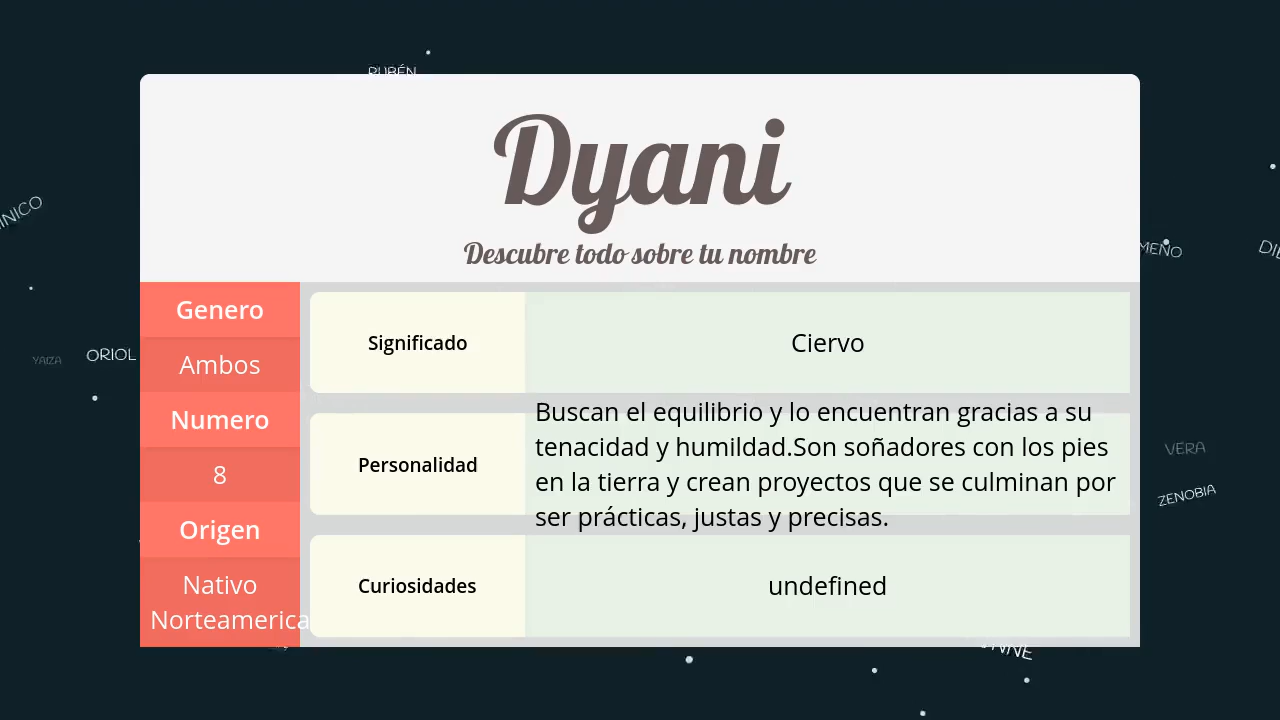 RUBÉN
Dyani
Descubre todo sobre tu nombre
ORIOL
YAIZA
VERA
ZENOBIA
Genero
Ambos
Numero
8
Origen
Nativo
Norteamerica
Significado
Ciervo
Personalidad
Buscan el equilibrio y lo encuentran gracias a su
tenacidad y humildad.Son soñadores con los pies
en la tierra y crean proyectos que se culminan por
ser prácticas, justas y precisas.
Curiosidades
undefined